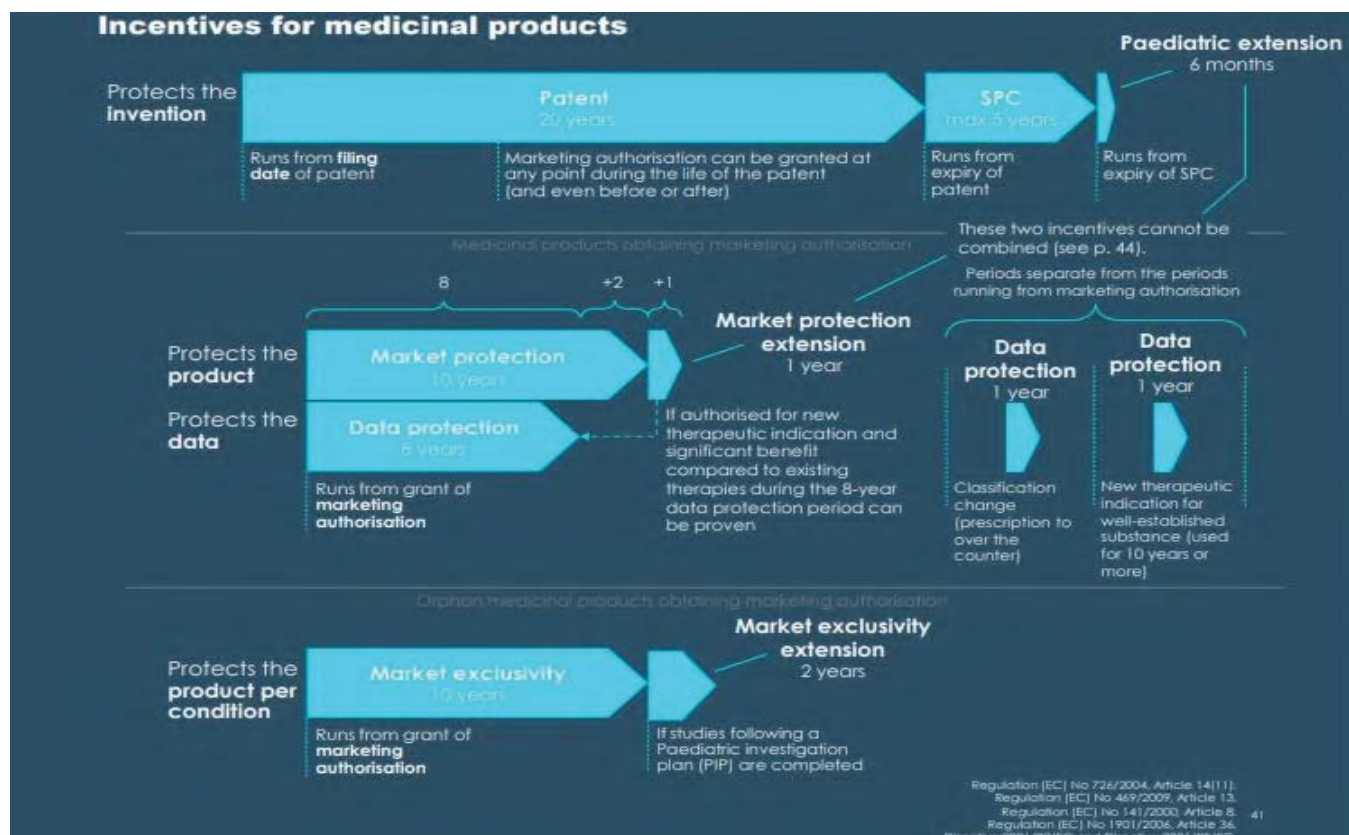 Incentives for medicinal products
Paediatric extension
6 months
Protects the
invention
Patent
20 years
SPC
max 5 years
Runs from filing
date of patent
Marketing authorisation can be granted at
any point during the life of the patent
(and even before or after)
Runs from
expiry of
patent
Runs from
expiry of SPC
These two incentives cannot be
combined (see p. 44).
Medicinal products obtaining marketing authorisation
Periods separate from the periods
running from marketing authorisation
8
+2
+1
Market protection
extension
1 year
Protects the
product
Market protection
10 years
Data
protection
1 year
Data
protection
1 year
Protects the
data
Data protection
8 years
If authorised for new
therapeutic indication and
significant benefit
compared to existing
therapies during the 8-year
data protection period can
be proven
Runs from grant of
marketing
authorisation
Classification
change
(prescription to
over the
counter)
New therapeutic
indication for
well-established
substance (used
for 10 years or
more)
Orphan medicinal products obtaining marketing authorisation
Market exclusivity
extension
2 years
Protects the
product per
condition
Market exclusivity
10 years
Runs from grant of
marketing
authorisation
If studies following a
Paediatric investigation
plan (PIP) are completed
Regulation (EC) No 726/2004, Article 14(11).
Regulation (EC) No 469/2009, Article 13.
Regulation (EC) No 141/2000, Article 8.
41
Regulation (EC) No 1901/2006, Article 36.